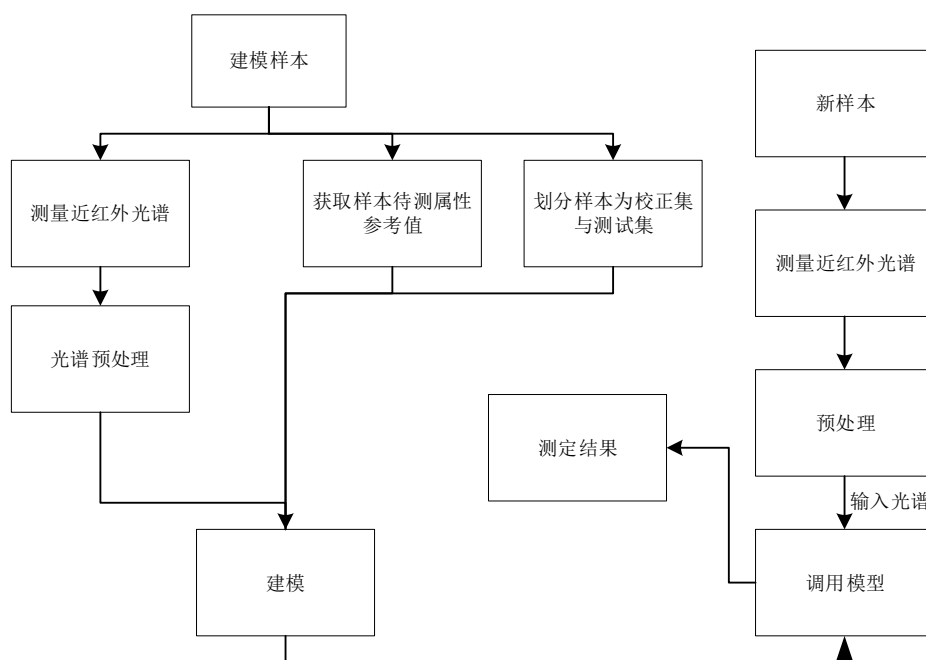 建模样本
新样本
测量近红外光谱
获取样本待测属性
参考值
划分样本为校正集
与测试集
测量近红外光谱
光谱预处理
预处理
测定结果
输入光谱
建模
调用模型